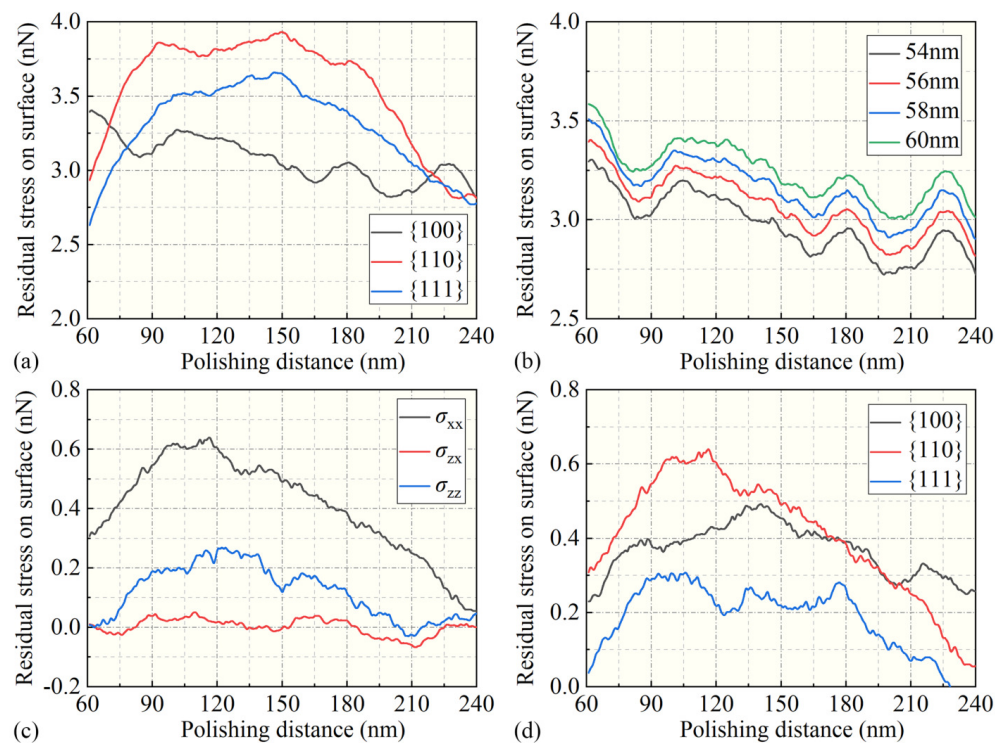 Residual stress on surface (nN)
4.0
3.5
3.0
2.5
2.0
{100}
{110}
{111}
60 90 120 150 180 210 240
(a) Polishing distance (nm)
Residual stress on surface (nN)
4.0
3.5
3.0
2.5
54nm
56nm
58nm
60nm
60 90 120 150 180 210 240
(b) Polishing distance (nm)
Residual stress on surface (nN)
0.8
0.6
0.4
0.2
0.0
-0.2
σxx
σzx
σzz
60 90 120 150 180 210 240
(c) Polishing distance (nm)
Residual stress on surface (nN)
0.8
0.6
0.4
0.2
0.0
{100}
{110}
{111}
60 90 120 150 180 210 240
(d) Polishing distance (nm)